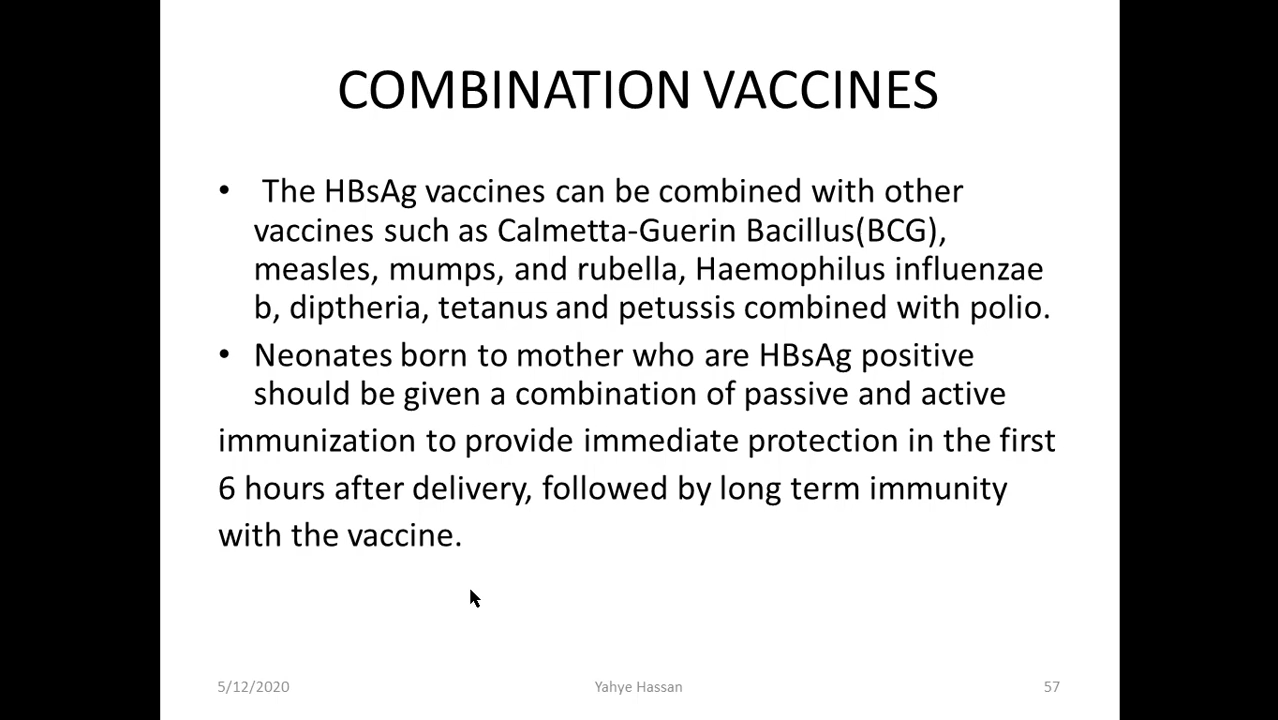 COMBINATION VACCINES
• The HBsAg vaccines can be combined with other
vaccines such as Calmetta-Guerin Bacillus(BCG),
measles, mumps, and rubella, Haemophilus influenzae
b, diptheria, tetanus and petussis combined with polio.
• Neonates born to mother who are HBsAg positive
should be given a combination of passive and active
immunization to provide immediate protection in the first
6 hours after delivery, followed by long term immunity
with the vaccine.
5/12/2020 Yahye Hassan 57